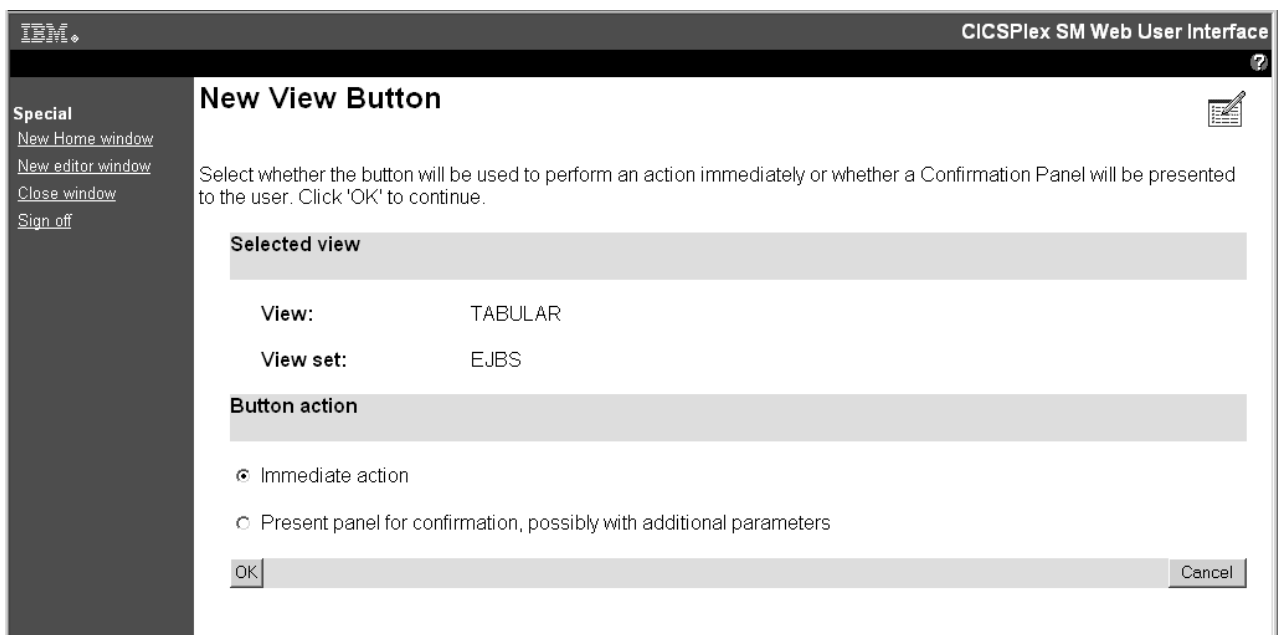 IBM.
CICSPlex SM Web User Interface
?
Special
New Home window
New editor window
Close window
Sign off
New View Button
Select whether the button will be used to perform an action immediately or whether a Confirmation Panel will be presented
to the user. Click 'OK' to continue.
Selected view
View: TABULAR
View set: EJBS
Button action
Immediate action
Present panel for confirmation, possibly with additional parameters
OK Cancel